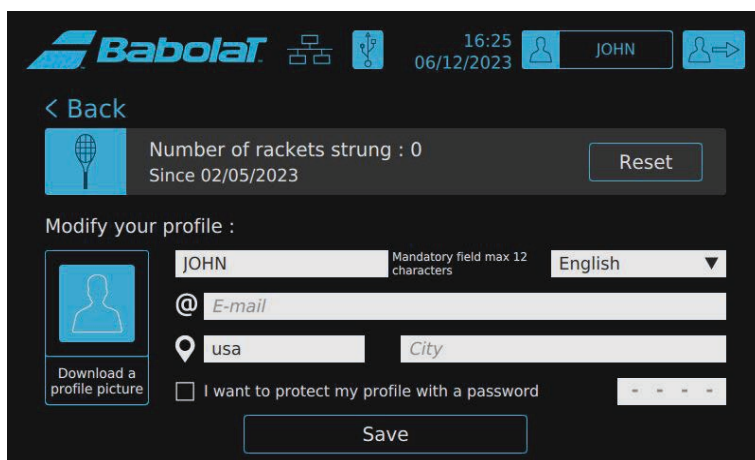 BabolaT
16:25
06/12/2023
JOHN
< Back
Number of rackets strung : 0
Since 02/05/2023
Reset
Modify your profile :
JOHN
Mandatory field max 12
characters
English
@ E-mail
usa
City
Download a
profile picture
I want to protect my profile with a password
- - - -
Save